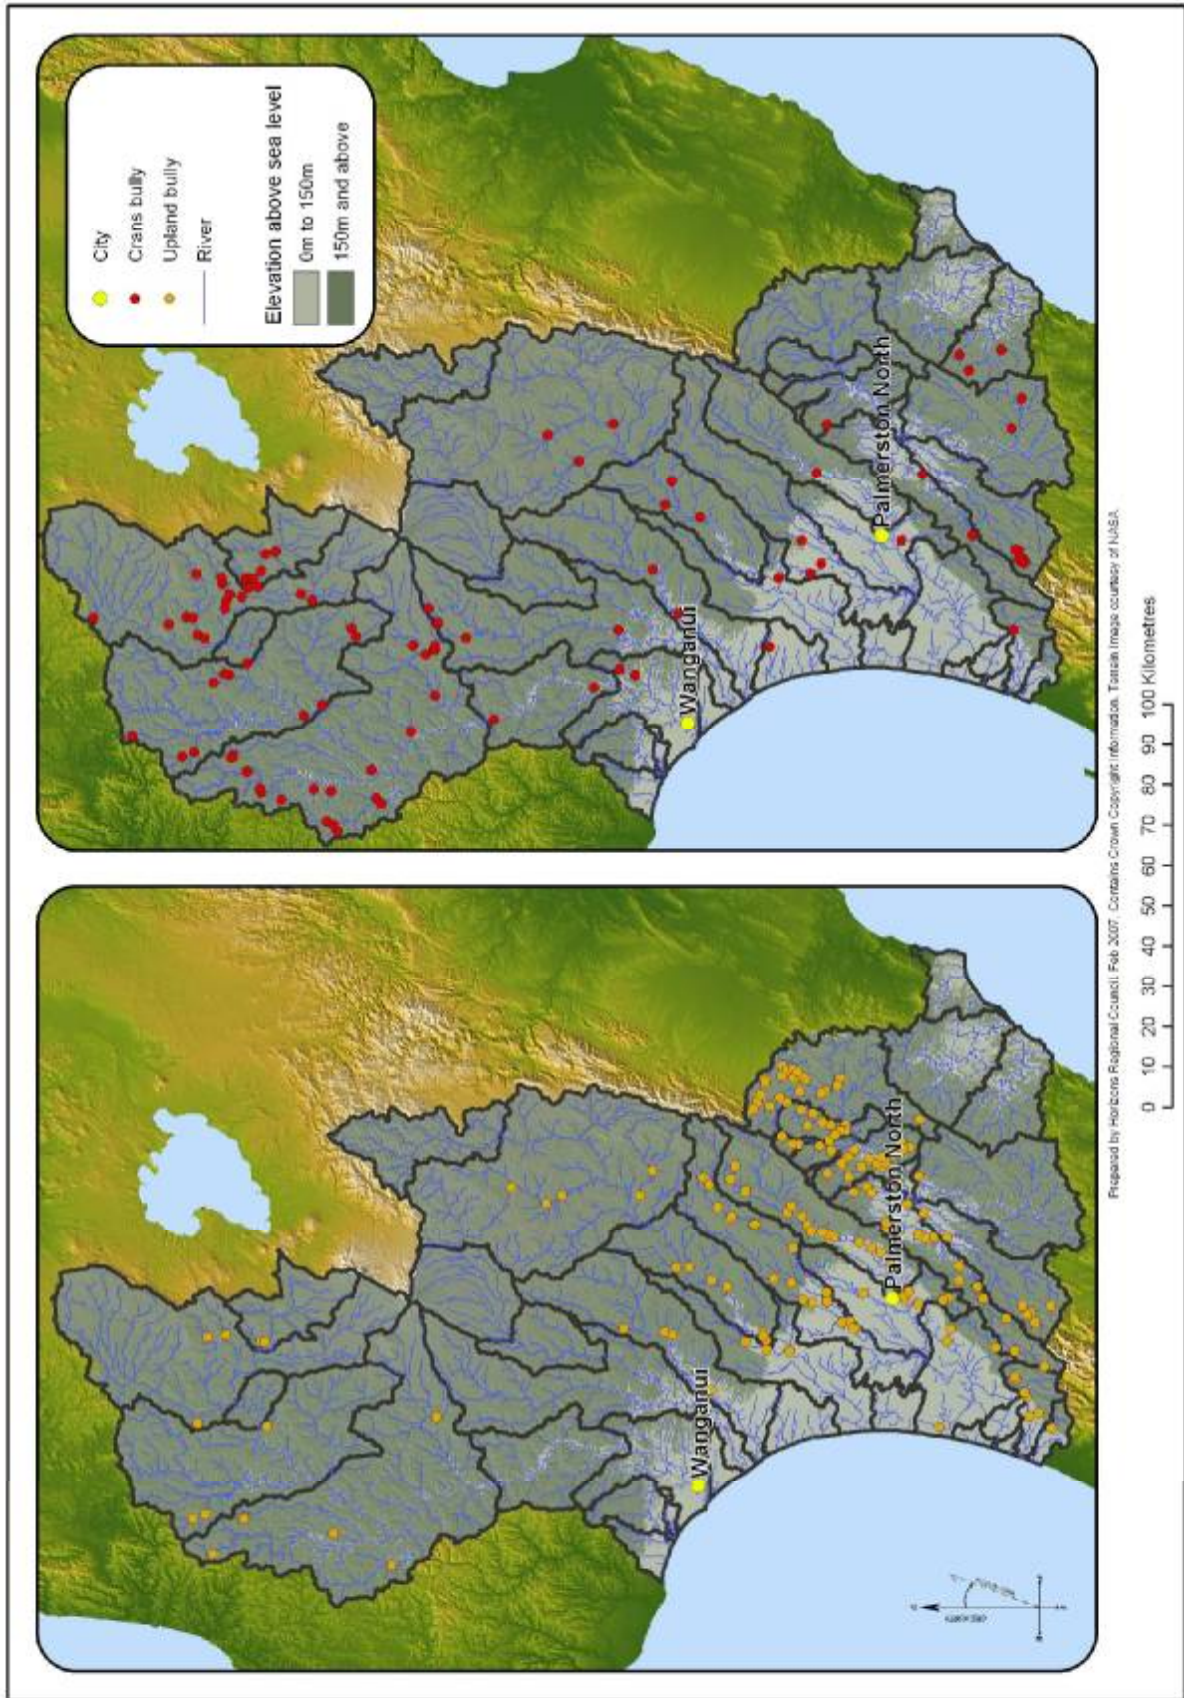 City
Crans bully
Upland bully
River
Elevation above sea level
0m to 150m
150m and above
Palmerston North
Wanganui
Palmerston North
Wanganui
Prepared by Horizons Regional Council. Feb 2007. Contains Crown Copyright Information. Terrain Image courtesy of NASA.
0 10 20 30 40 50 60 70 80 90 100 Kilometres